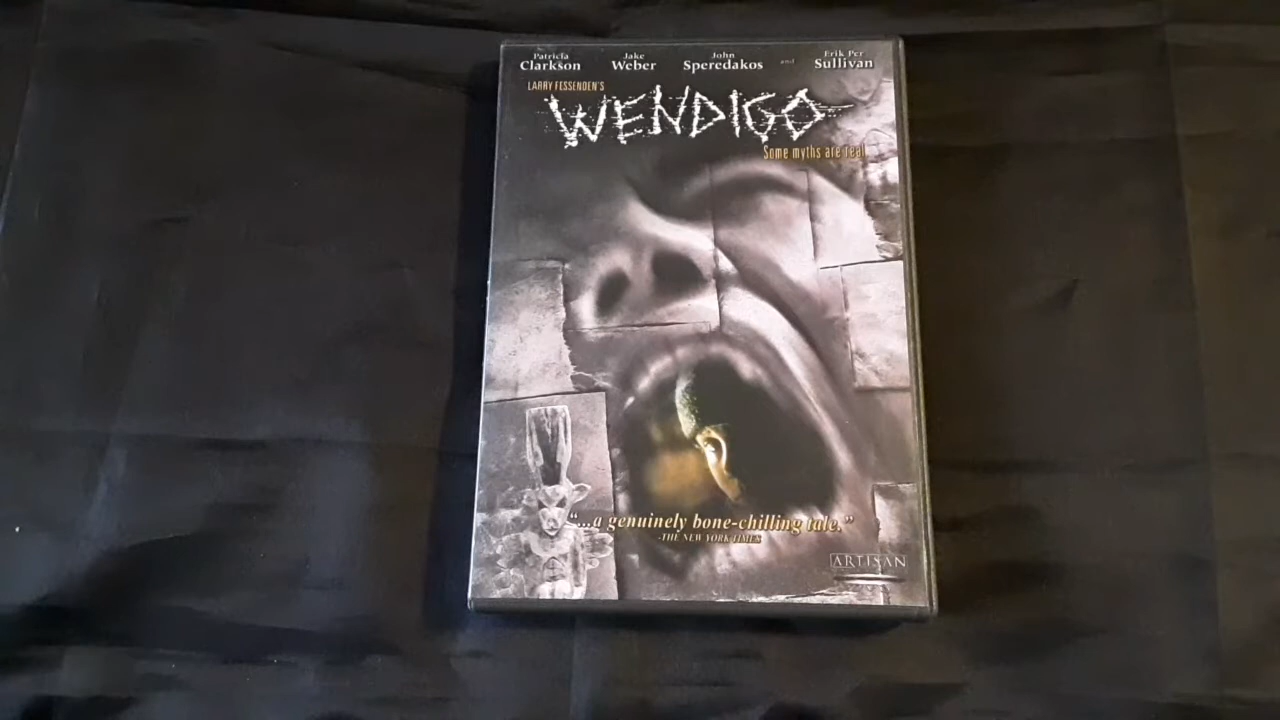 Patricia Jake John Erik Per
Clarkson Weber Speredakos and Sullivan
LARRY FESSENDEN'S
WENDIGO
Some myths are real.
“...a genuinely bone-chilling tale.”
-THE NEW YORK TIMES
ARTISAN